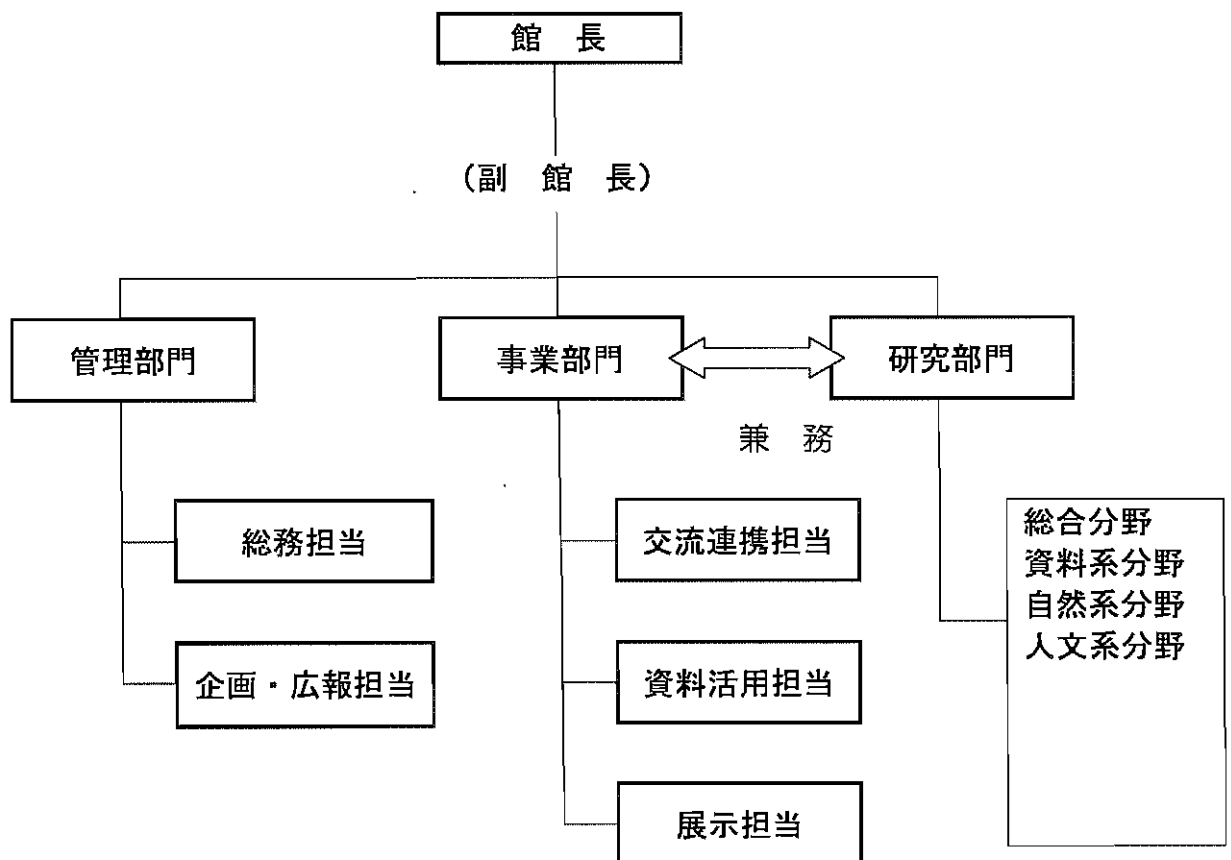 館 長
(副 館 長)
管理部門
事業部門
研究部門
兼 務
総務担当
企画・広報担当
交流連携担当
資料活用担当
展示担当
総合分野
資料系分野
自然系分野
人文系分野